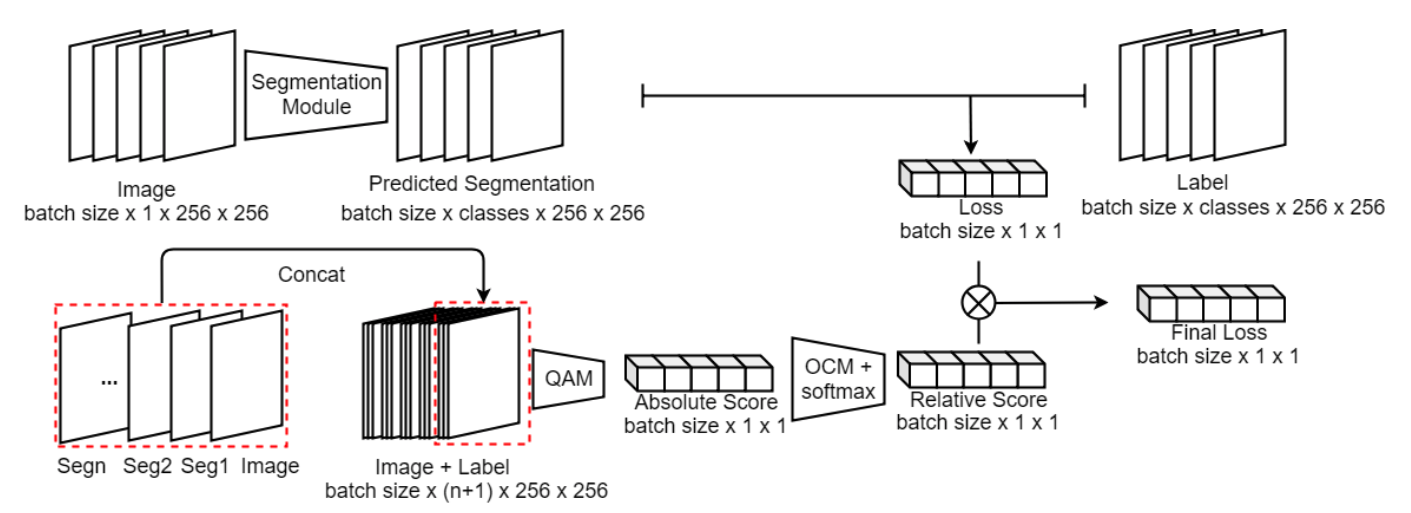 Segmentation
Module
Image
batch size x 1 x 256 x 256
Predicted Segmentation
batch size x classes x 256 x 256
Loss
batch size x 1 x 1
Label
batch size x classes x 256 x 256
Concat
...
Segn Seg2 Seg1 Image
Image + Label
batch size x (n+1) x 256 x 256
QAM
Absolute Score
batch size x 1 x 1
OCM +
softmax
Relative Score
batch size x 1 x 1
Final Loss
batch size x 1 x 1